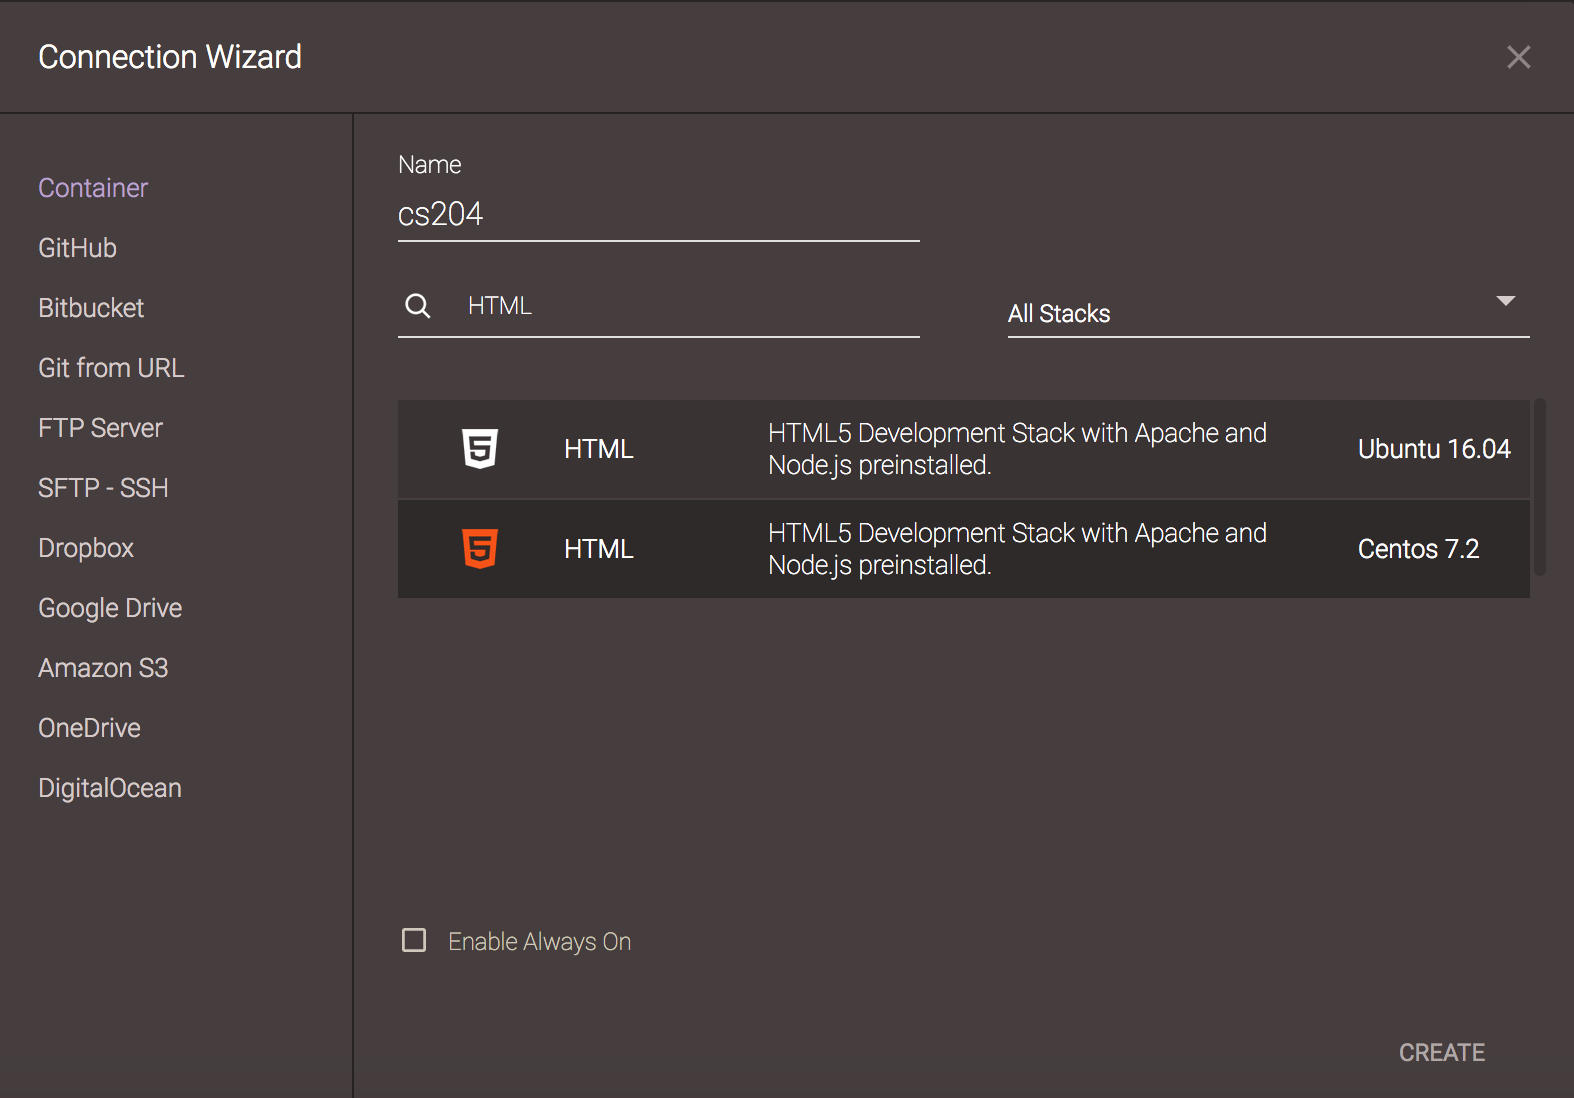 Connection Wizard
Container
GitHub
Bitbucket
Git from URL
FTP Server
SFTP - SSH
Dropbox
Google Drive
Amazon S3
OneDrive
DigitalOcean
Name
cs204
HTML
All Stacks
HTML
HTML5 Development Stack with Apache and
Node.js preinstalled.
Ubuntu 16.04
HTML
HTML5 Development Stack with Apache and
Node.js preinstalled.
Centos 7.2
Enable Always On
CREATE